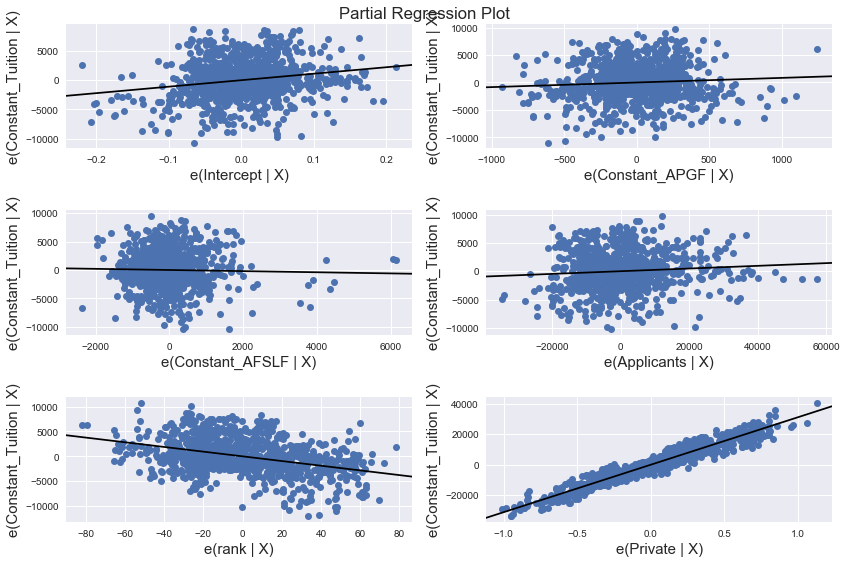 Partial Regression Plot
e(Constant_Tuition | X)
5000
0
−5000
−10000
−0.2 −0.1 0.0 0.1 0.2
e(Intercept | X)
e(Constant_Tuition | X)
10000
5000
0
−5000
−10000
−1000 −500 0 500 1000
e(Constant_APGF | X)
e(Constant_Tuition | X)
10000
5000
0
−5000
−10000
−2000 0 2000 4000 6000
e(Constant_AFSLF | X)
e(Constant_Tuition | X)
10000
5000
0
−5000
−10000
−20000 0 20000 40000 60000
e(Applicants | X)
e(Constant_Tuition | X)
10000
5000
0
−5000
−10000
−80 −60 −40 −20 0 20 40 60 80
e(rank | X)
e(Constant_Tuition | X)
40000
20000
0
−20000
−1.0 −0.5 0.0 0.5 1.0
e(Private | X)